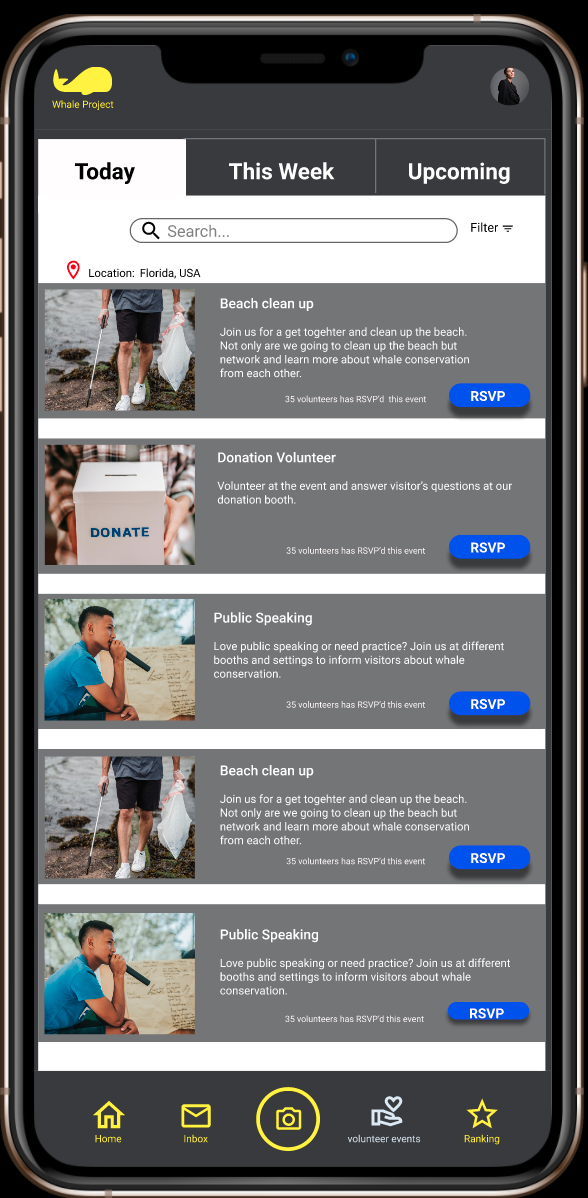 Whale Project
Today
This Week
Upcoming
Search...
Filter
Location: Florida, USA
Beach clean up
Join us for a get togehter and clean up the beach.
Not only are we going to clean up the beach but
network and learn more about whale conservation
from each other.
35 volunteers has RSVP'd this event
RSVP
DONATE
Donation Volunteer
Volunteer at the event and answer visitor's questions at our
donation booth.
35 volunteers has RSVP'd this event
RSVP
Public Speaking
Love public speaking or need practice? Join us at different
booths and settings to inform visitors about whale
conservation.
35 volunteers has RSVP'd this event
RSVP
Beach clean up
Join us for a get togehter and clean up the beach.
Not only are we going to clean up the beach but
network and learn more about whale conservation
from each other.
35 volunteers has RSVP'd this event
RSVP
Public Speaking
Love public speaking or need practice? Join us at different
booths and settings to inform visitors about whale
conservation.
35 volunteers has RSVP'd this event
RSVP
Home
Inbox
volunteer events
Ranking